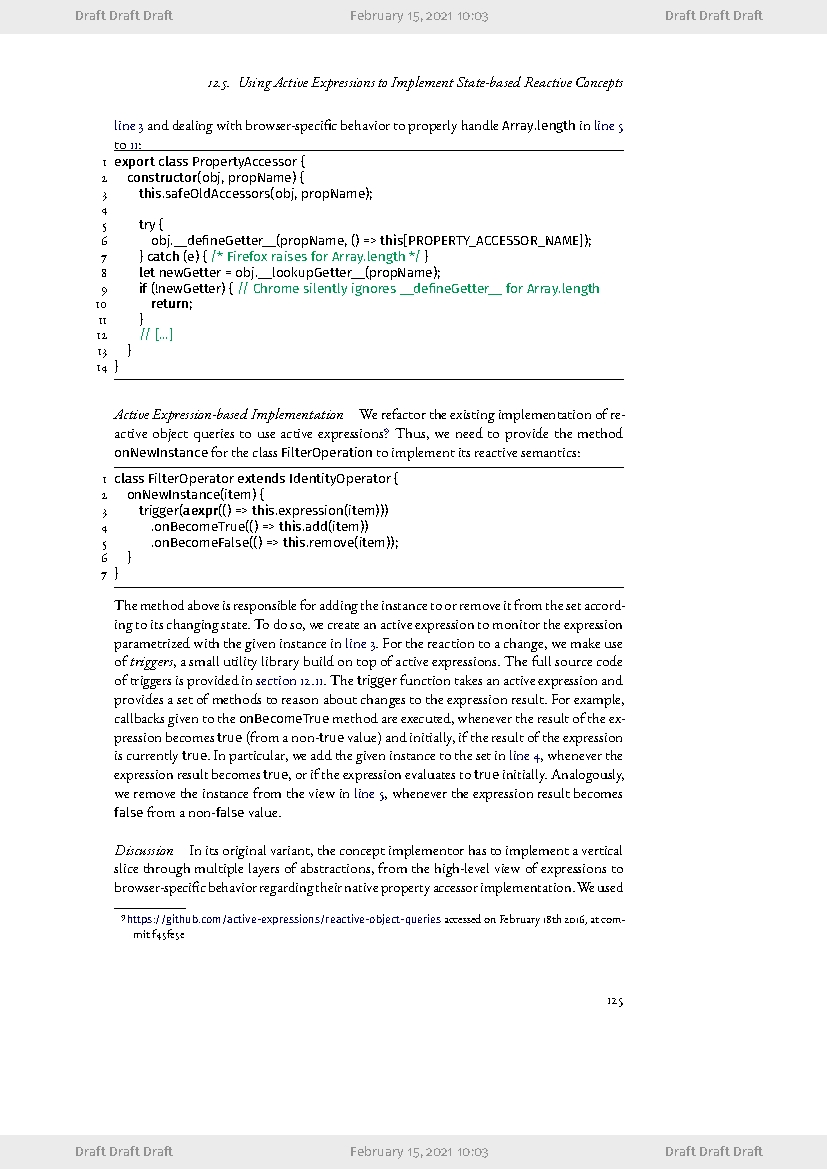 Draft Draft Draft February 15, 2021 10:03 Draft Draft Draft
12.5. Using Active Expressions to Implement State-based Reactive Concepts
line 3 and dealing with browser-specific behavior to properly handle Array.length in line 5
to 11:
1 export class PropertyAccessor {
2 constructor(obj, propName) {
3 this.safeOldAccessors(obj, propName);
4
5 try {
6 obj.__defineGetter__(propName, () => this[PROPERTY_ACCESSOR_NAME]);
7 } catch (e) { /* Firefox raises for Array.length */ }
8 let newGetter = obj.__lookupGetter__(propName);
9 if (!newGetter) { // Chrome silently ignores __defineGetter__ for Array.length
10 return;
11 }
12 // [...]
13 }
14 }
Active Expression-based Implementation We refactor the existing implementation of re-
active object queries to use active expressions9 Thus, we need to provide the method
onNewInstance for the class FilterOperation to implement its reactive semantics:
1 class FilterOperator extends IdentityOperator {
2 onNewInstance(item) {
3 trigger(aexpr(() => this.expression(item)))
4 .onBecomeTrue(() => this.add(item))
5 .onBecomeFalse(() => this.remove(item));
6 }
7 }
The method above is responsible for adding the instance to or remove it from the set accord-
ing to its changing state. To do so, we create an active expression to monitor the expression
parametrized with the given instance in line 3. For the reaction to a change, we make use
of triggers, a small utility library build on top of active expressions. The full source code
of triggers is provided in section 12.11. The trigger function takes an active expression and
provides a set of methods to reason about changes to the expression result. For example,
callbacks given to the onBecomeTrue method are executed, whenever the result of the ex-
pression becomes true (from a non-true value) and initially, if the result of the expression
is currently true. In particular, we add the given instance to the set in line 4, whenever the
expression result becomes true, or if the expression evaluates to true initially. Analogously,
we remove the instance from the view in line 5, whenever the expression result becomes
false from a non-false value.
Discussion In its original variant, the concept implementor has to implement a vertical
slice through multiple layers of abstractions, from the high-level view of expressions to
browser-specific behavior regarding their native property accessor implementation. We used
9 https://github.com/active-expressions/reactive-object-queries accessed on February 18th 2016, at com-
mit f45fe5e
125
Draft Draft Draft February 15, 2021 10:03 Draft Draft Draft